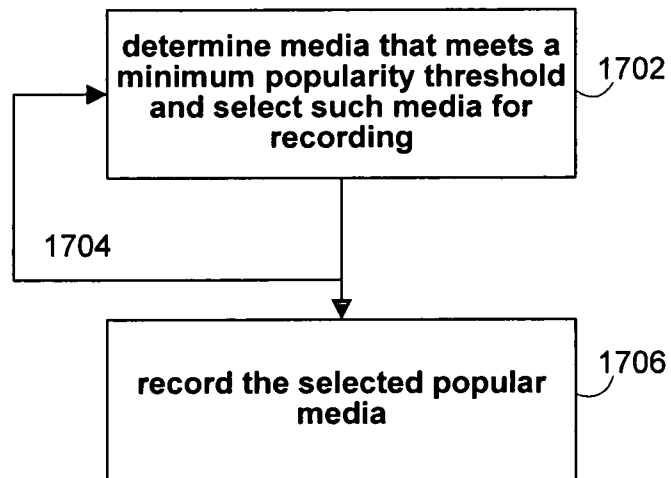 determine media that meets a
minimum popularity threshold
and select such media for
recording
1702
1704
record the selected popular
media
1706